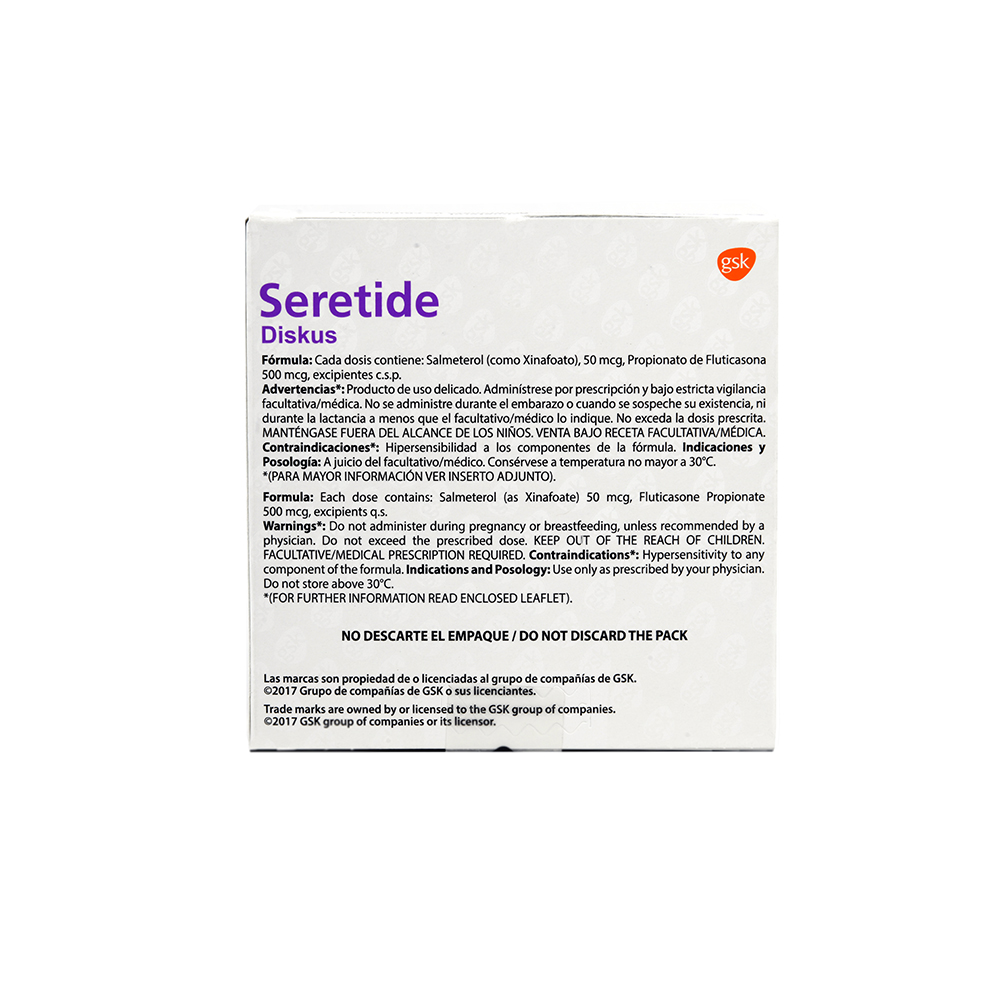 gsk
Seretide
Diskus
Fórmula: Cada dosis contiene: Salmeterol (como Xinafoato), 50 mcg, Propionato de Fluticasona
500 mcg, excipientes c.s.p.
Advertencias*: Producto de uso delicado. Adminístrese por prescripción y bajo estricta vigilancia
facultativa/médica. No se administre durante el embarazo o cuando se sospeche su existencia, ni
durante la lactancia a menos que el facultativo/médico lo indique. No exceda la dosis prescrita.
MANTÉNGASE FUERA DEL ALCANCE DE LOS NIÑOS. VENTA BAJO RECETA FACULTATIVA/MÉDICA.
Contraindicaciones*: Hipersensibilidad a los componentes de la fórmula. Indicaciones y
Posología: A juicio del facultativo/médico. Consérvese a temperatura no mayor a 30°C.
*(PARA MAYOR INFORMACIÓN VER INSERTO ADJUNTO).
Formula: Each dose contains: Salmeterol (as Xinafoate) 50 mcg, Fluticasone Propionate
500 mcg, excipients q.s.
Warnings*: Do not administer during pregnancy or breastfeeding, unless recommended by a
physician. Do not exceed the prescribed dose. KEEP OUT OF THE REACH OF CHILDREN.
FACULTATIVE/MEDICAL PRESCRIPTION REQUIRED. Contraindications*: Hypersensitivity to any
component of the formula. Indications and Posology: Use only as prescribed by your physician.
Do not store above 30°C.
*(FOR FURTHER INFORMATION READ ENCLOSED LEAFLET).
NO DESCARTE EL EMPAQUE / DO NOT DISCARD THE PACK
Las marcas son propiedad de o licenciadas al grupo de compañías de GSK.
©2017 Grupo de compañías de GSK o sus licenciantes.
Trade marks are owned by or licensed to the GSK group of companies.
©2017 GSK group of companies or its licensor.